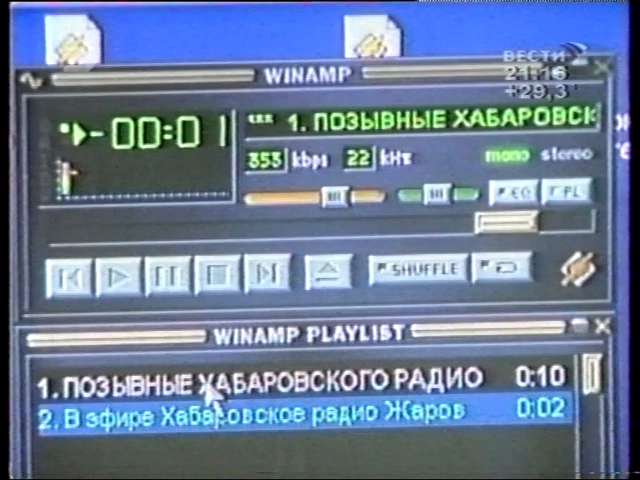 ВЕСТИ
21:16
+29,3°
WINAMP
-00:01
*** 1. ПОЗЫВНЫЕ ХАБАРОВСК
353 kbps 22 kHz mono stereo
EQ PL
SHUFFLE
WINAMP PLAYLIST
1. ПОЗЫВНЫЕ ХАБАРОВСКОГО РАДИО 0:10
2. В эфире Хабаровское радио Жаров 0:02